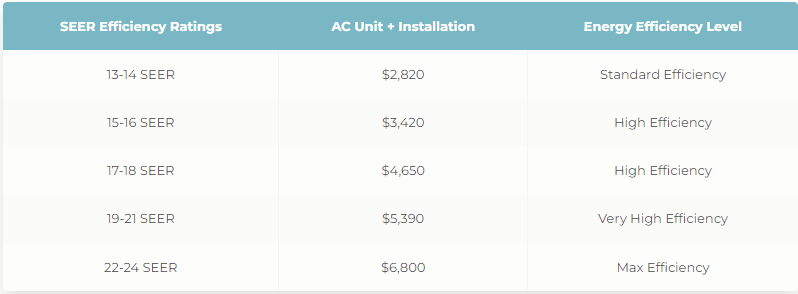 SEER Efficiency Ratings AC Unit + Installation Energy Efficiency Level
13-14 SEER $2,820 Standard Efficiency
15-16 SEER $3,420 High Efficiency
17-18 SEER $4,650 High Efficiency
19-21 SEER $5,390 Very High Efficiency
22-24 SEER $6,800 Max Efficiency